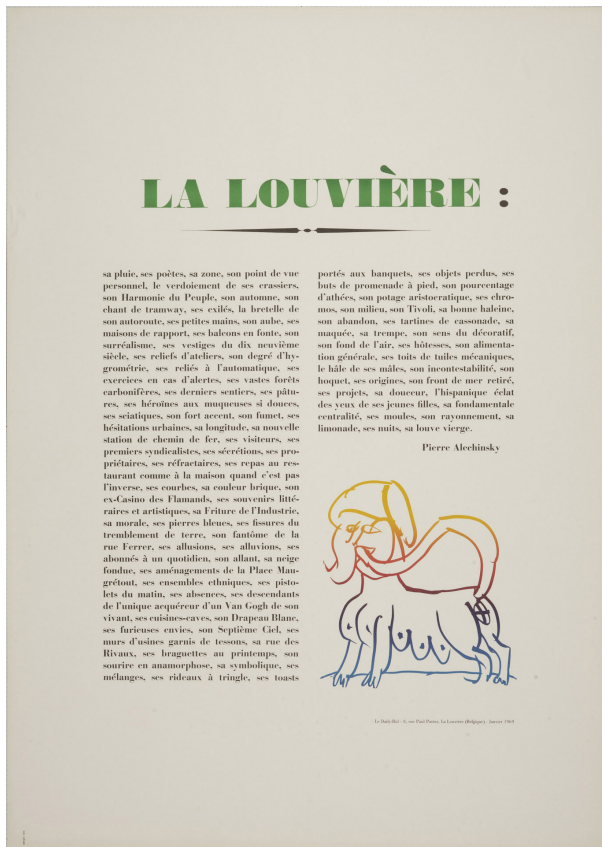 LA LOUVIÈRE :
sa pluie, ses poètes, sa zone, son point de vue
personnel, le verdoiement de ses crassiers,
son Harmonie du Peuple, son automne, son
chant de tramway, ses exilés, la bretelle de
son autoroute, ses petites mains, son aube, ses
maisons de rapport, ses balcons en fonte, son
surréalisme, ses vestiges du dix neuvième
siècle, ses reliefs d'ateliers, son degré d'hy-
grométrie, ses reliés à l'automatique, ses
exercices en cas d'alertes, ses vastes forêts
carbonifères, ses derniers sentiers, ses pâtu-
res, ses héroïnes aux muqueuses si douces,
ses sciatiques, son fort accent, son fumet, ses
hésitations urbaines, sa longitude, sa nouvelle
station de chemin de fer, ses visiteurs, ses
premiers syndicalistes, ses sécrétions, ses pro-
priétaires, ses réfractaires, ses repas au res-
taurant comme à la maison quand c'est pas
l'inverse, ses courbes, sa couleur brique, son
ex-Casino des Flamands, ses souvenirs litté-
raires et artistiques, sa Friture de l'Industrie,
sa morale, ses pierres bleues, ses fissures du
tremblement de terre, son fantôme de la
rue Ferrer, ses allusions, ses alluvions, ses
abonnés à un quotidien, son allant, sa neige
fondue, ses aménagements de la Place Mau-
grétout, ses ensembles ethniques, ses pisto-
lets du matin, ses absences, ses descendants
de l'unique acquéreur d'un Van Gogh de son
vivant, ses cuisines-caves, son Drapeau Blanc,
ses furieuses envies, son Septième Ciel, ses
murs d'usines garnis de tessons, sa rue des
Rivaux, ses braguettes au printemps, son
sourire en anamorphose, sa symbolique, ses
mélanges, ses rideaux à tringle, ses toasts
portés aux banquets, ses objets perdus, ses
buts de promenade à pied, son pourcentage
d'athées, son potage aristocratique, ses chro-
mos, son milieu, son Tivoli, sa bonne haleine,
son abandon, ses tartines de cassonade, sa
maquée, sa trempe, son sens du décoratif,
son fond de l'air, ses hôtesses, son alimenta-
tion générale, ses toits de tuiles mécaniques,
le hâle de ses mâles, son incontestabilité, son
hoquet, ses origines, son front de mer retiré,
ses projets, sa douceur, l'hispanique éclat
des yeux de ses jeunes filles, sa fondamentale
centralité, ses moules, son rayonnement, sa
limonade, ses nuits, sa louve vierge.
Pierre Alechinsky
Le Daily-Bul - rue Paul Pastur, La Louvière (Belgique) - Janvier 1969